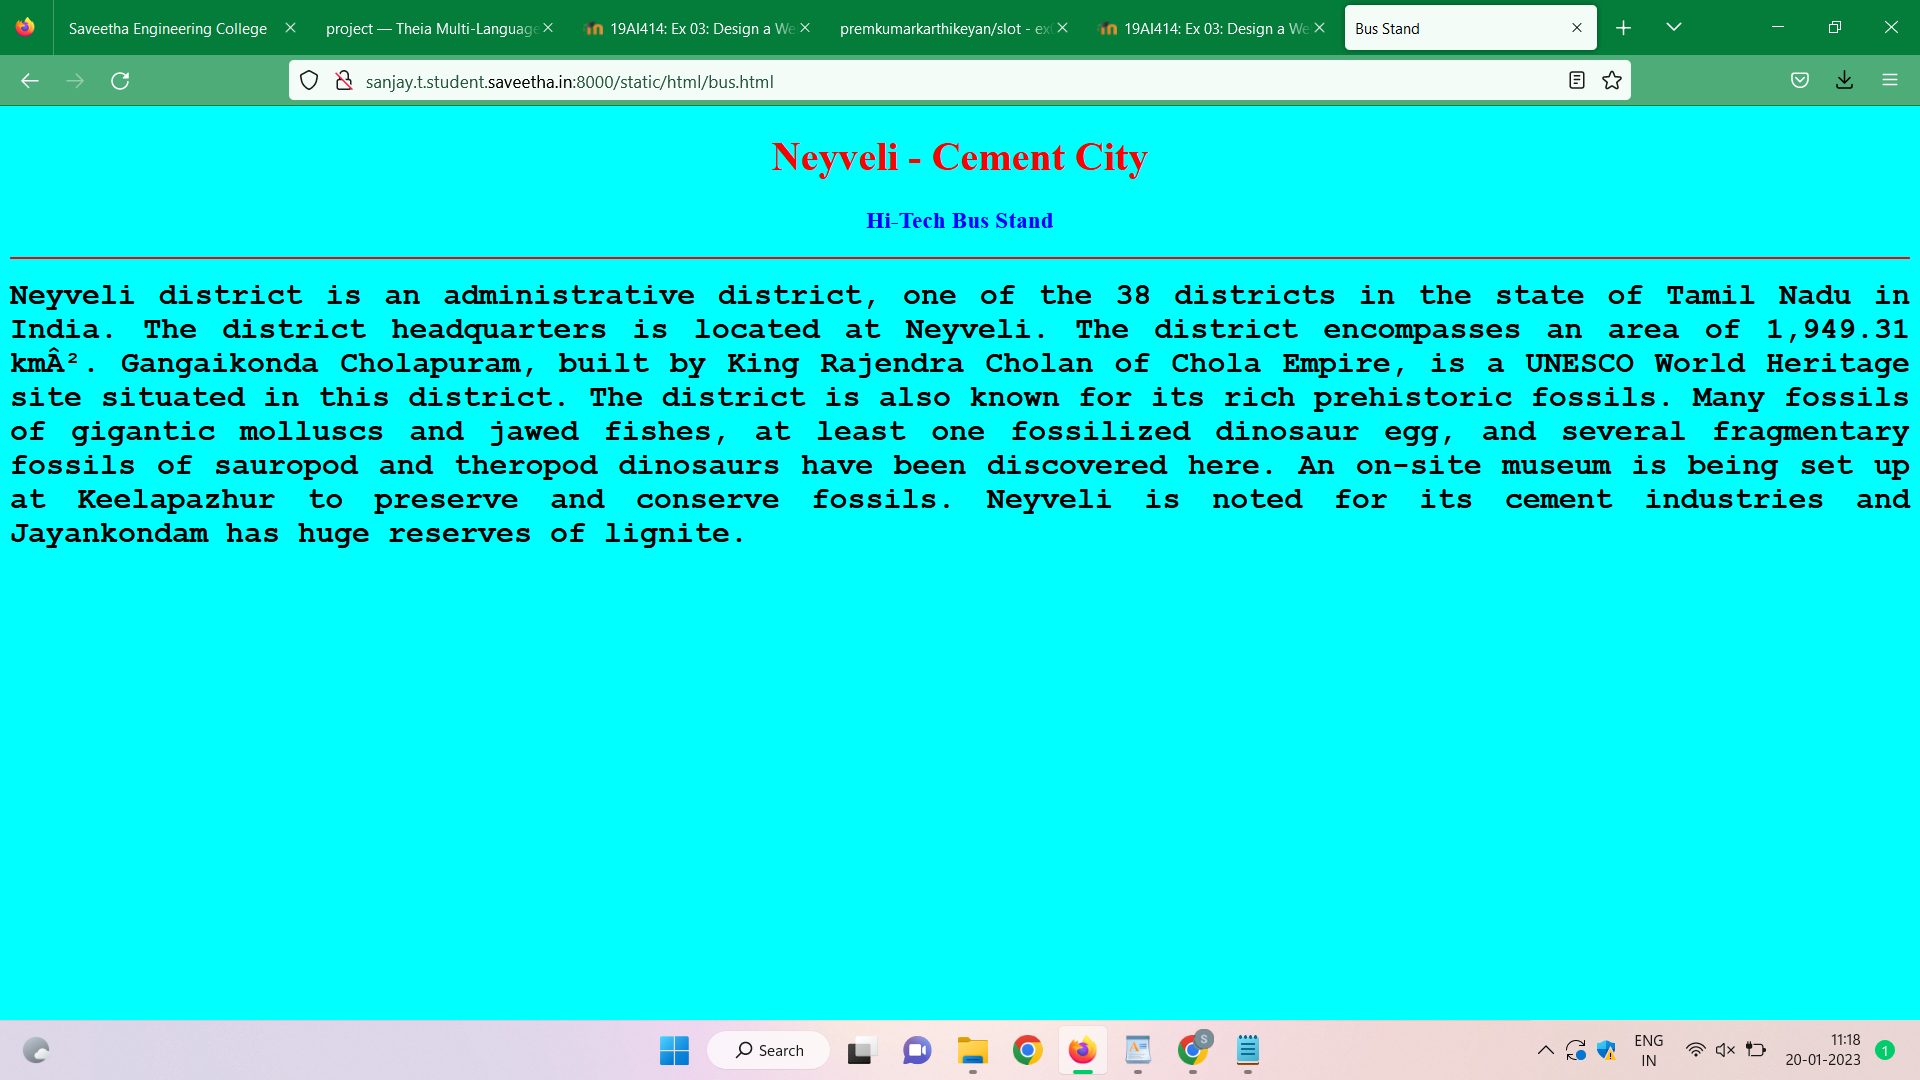 Saveetha Engineering College
project — Theia Multi-Language
19AI414: Ex 03: Design a We
premkumarkarthikeyan/slot - ex
19AI414: Ex 03: Design a We
Bus Stand
sanjay.t.student.saveetha.in:8000/static/html/bus.html
Neyveli - Cement City
Hi-Tech Bus Stand
Neyveli district is an administrative district, one of the 38 districts in the state of Tamil Nadu in
India. The district headquarters is located at Neyveli. The district encompasses an area of 1,949.31
kmÂ². Gangaikonda Cholapuram, built by King Rajendra Cholan of Chola Empire, is a UNESCO World Heritage
site situated in this district. The district is also known for its rich prehistoric fossils. Many fossils
of gigantic molluscs and jawed fishes, at least one fossilized dinosaur egg, and several fragmentary
fossils of sauropod and theropod dinosaurs have been discovered here. An on-site museum is being set up
at Keelapazhur to preserve and conserve fossils. Neyveli is noted for its cement industries and
Jayankondam has huge reserves of lignite.
Search
S
ENG
IN
11:18
20-01-2023
1